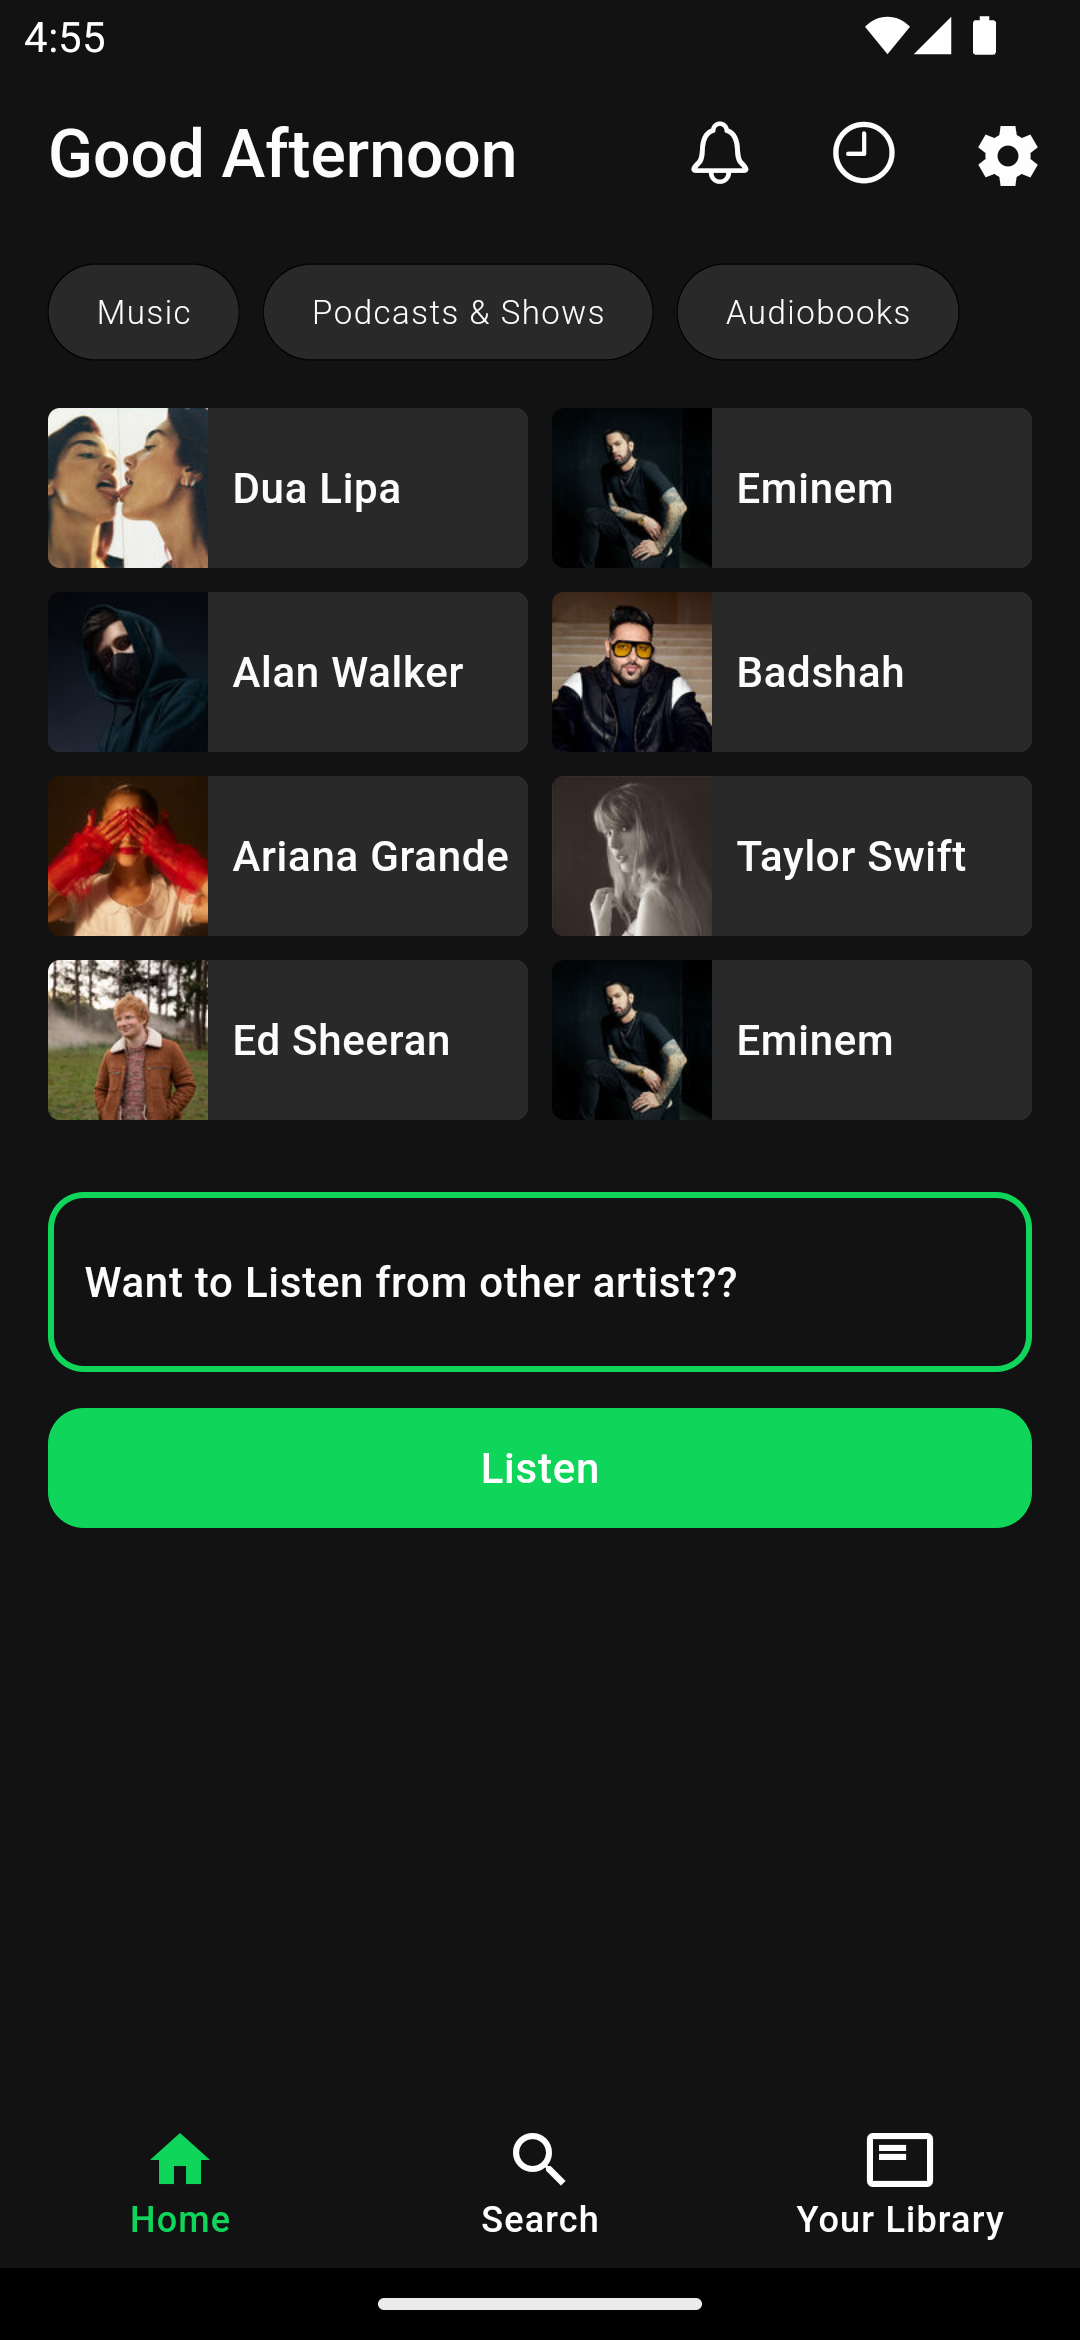 4:55
Good Afternoon
Music
Podcasts & Shows
Audiobooks
Dua Lipa
Eminem
Alan Walker
Badshah
Ariana Grande
Taylor Swift
Ed Sheeran
Eminem
Want to Listen from other artist??
Listen
Home
Search
Your Library